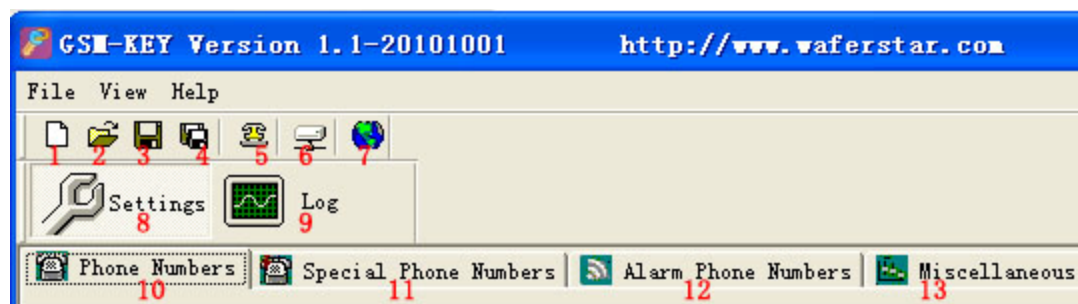 GSM-KEY Version 1.1-20101001 http://www.waferstar.com
File View Help
1 2 3 4 5 6 7
Settings Log
8 9
Phone Numbers Special Phone Numbers Alarm Phone Numbers Miscellaneous
10 11 12 13